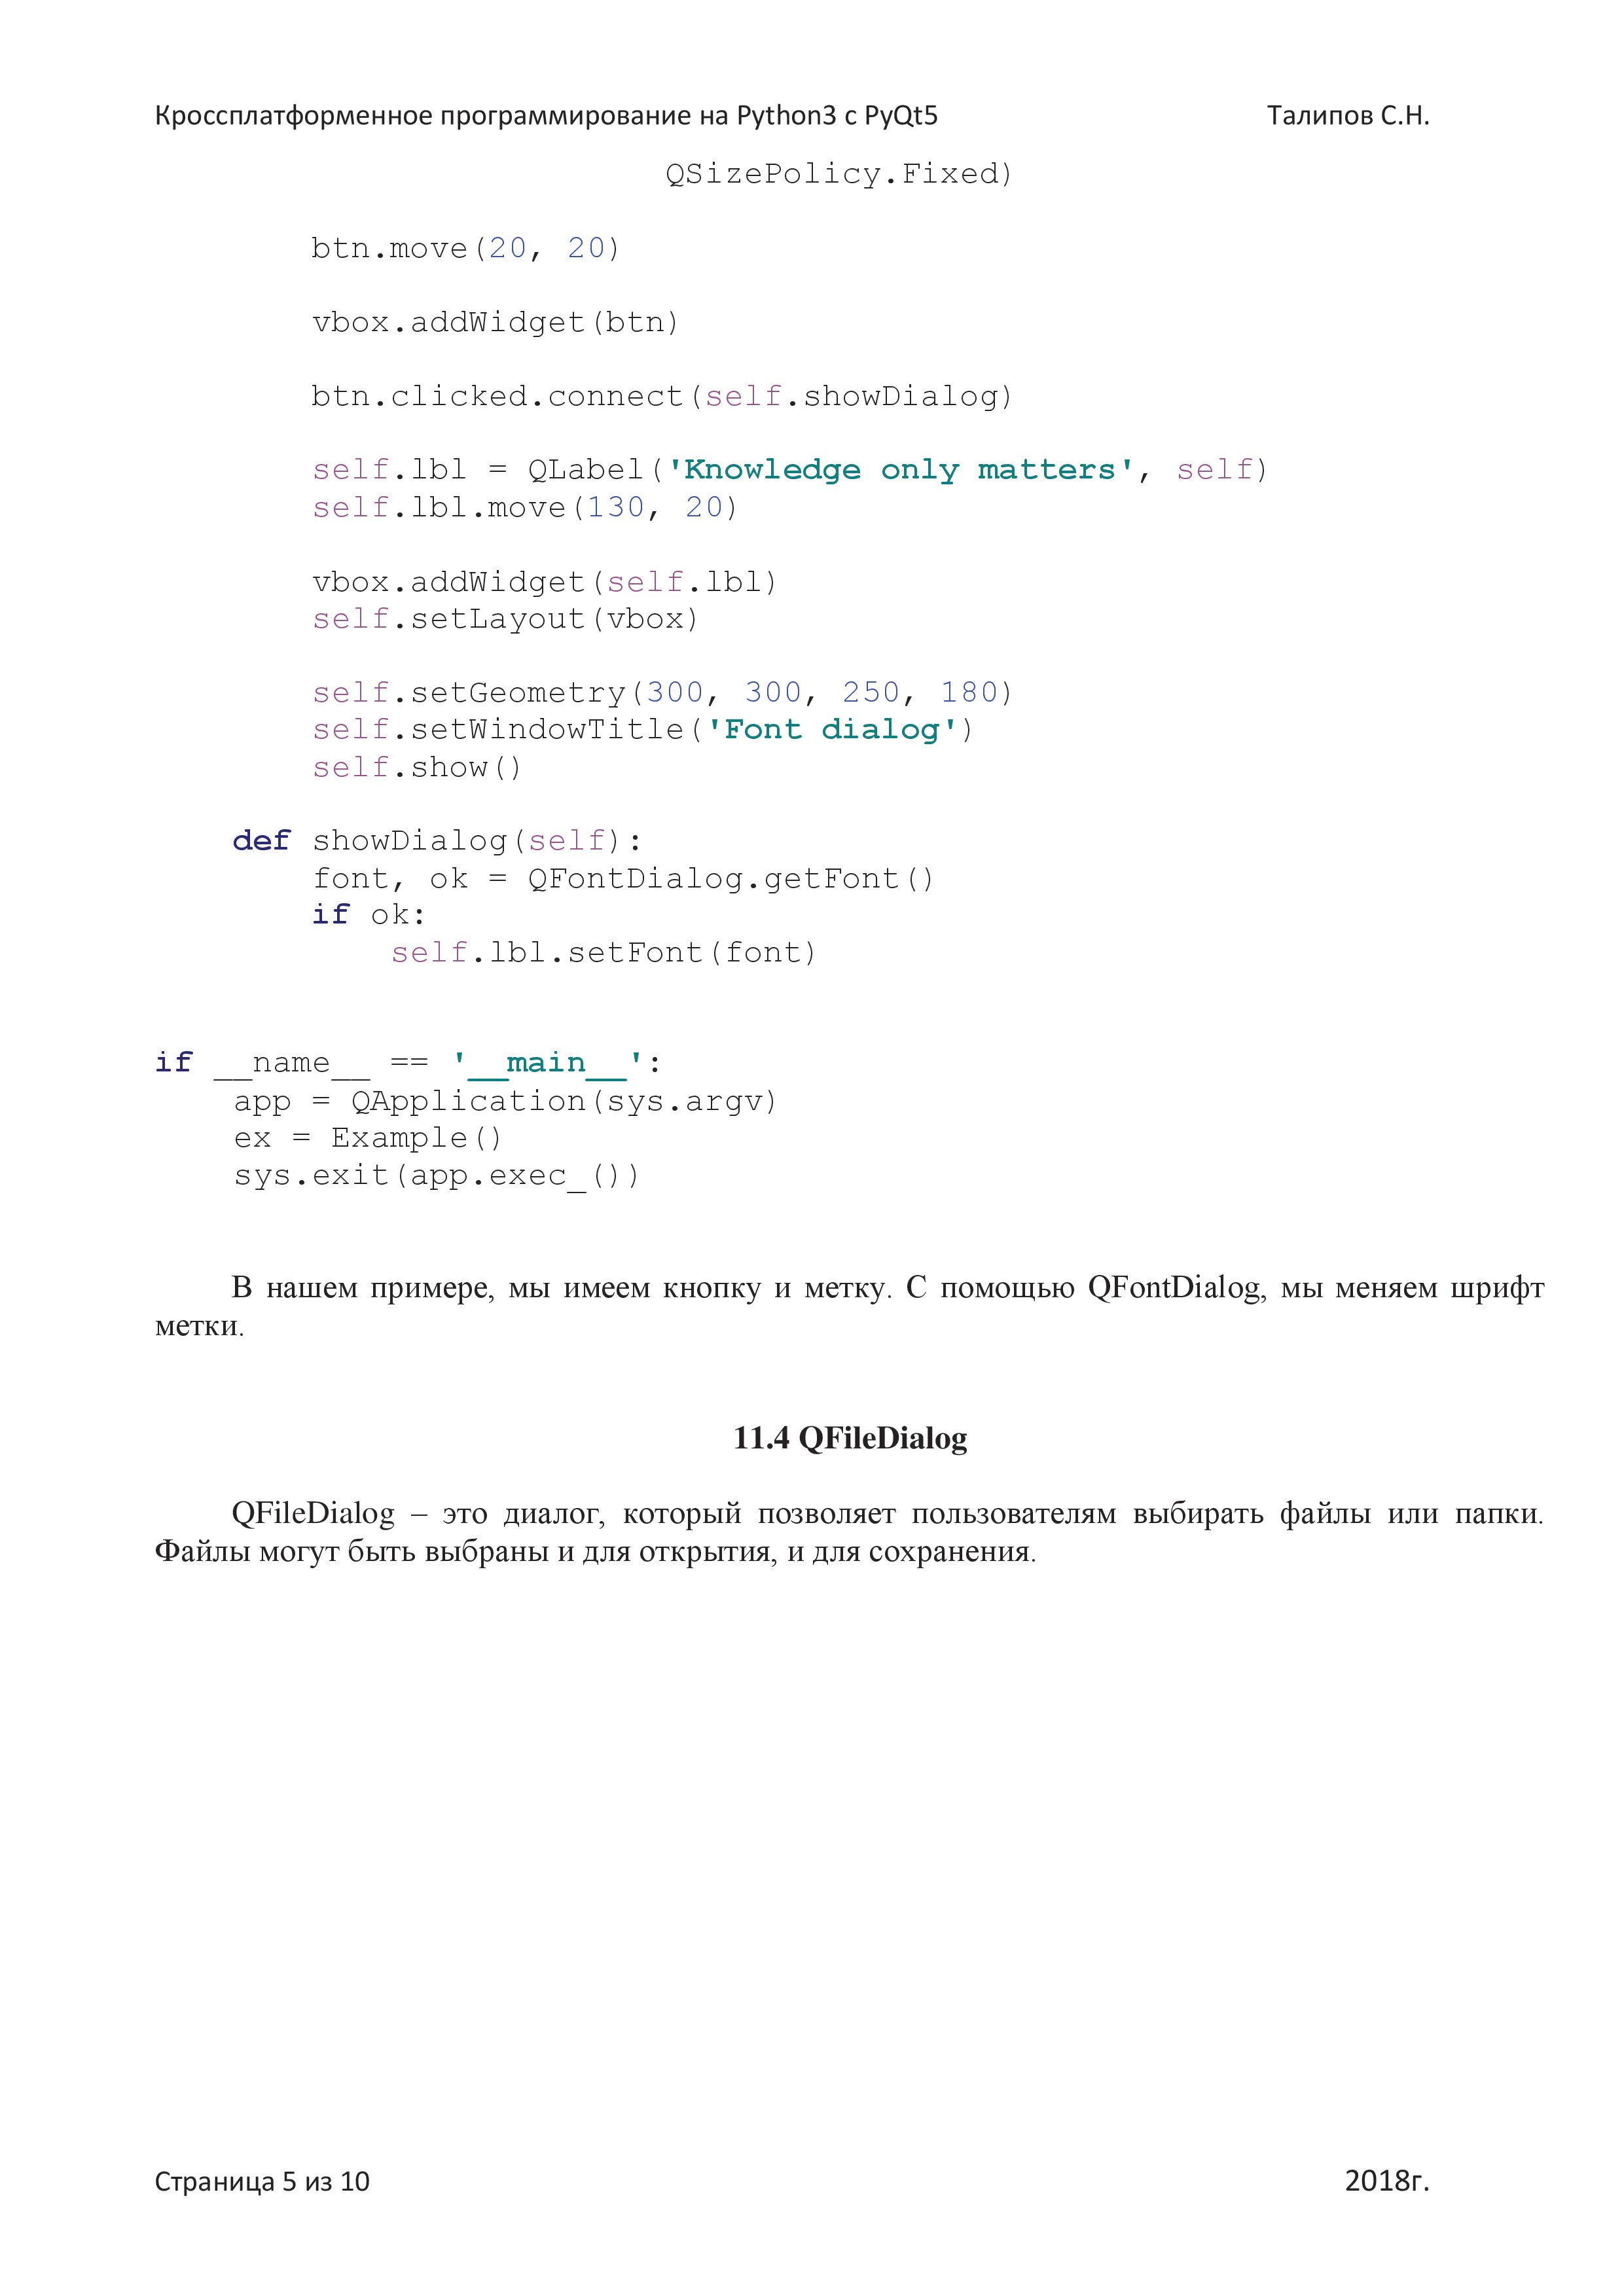 Кроссплатформенное программирование на Python3 с PyQt5 Талипов С.Н.
QSizePolicy.Fixed)
btn.move(20, 20)
vbox.addWidget(btn)
btn.clicked.connect(self.showDialog)
self.lbl = QLabel('Knowledge only matters', self)
self.lbl.move(130, 20)
vbox.addWidget(self.lbl)
self.setLayout(vbox)
self.setGeometry(300, 300, 250, 180)
self.setWindowTitle('Font dialog')
self.show()
def showDialog(self):
font, ok = QFontDialog.getFont()
if ok:
self.lbl.setFont(font)
if __name__ == '__main__':
app = QApplication(sys.argv)
ex = Example()
sys.exit(app.exec_())
В нашем примере, мы имеем кнопку и метку. С помощью QFontDialog, мы меняем шрифт
метки.
11.4 QFileDialog
QFileDialog – это диалог, который позволяет пользователям выбирать файлы или папки.
Файлы могут быть выбраны и для открытия, и для сохранения.
Страница 5 из 10 2018г.